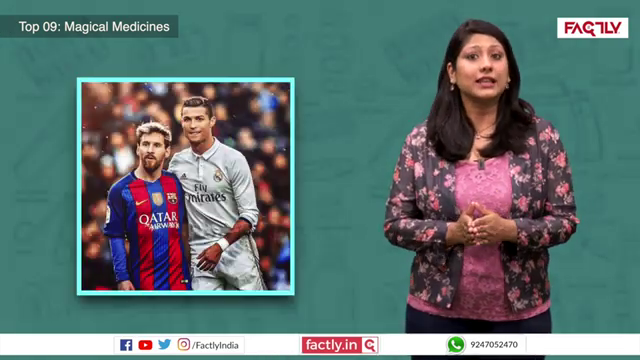 Top 09: Magical Medicines
FACTLY
QATAR
AIRWAYS
Fly
Emirates
/FactlyIndia
factly.in
9247052470